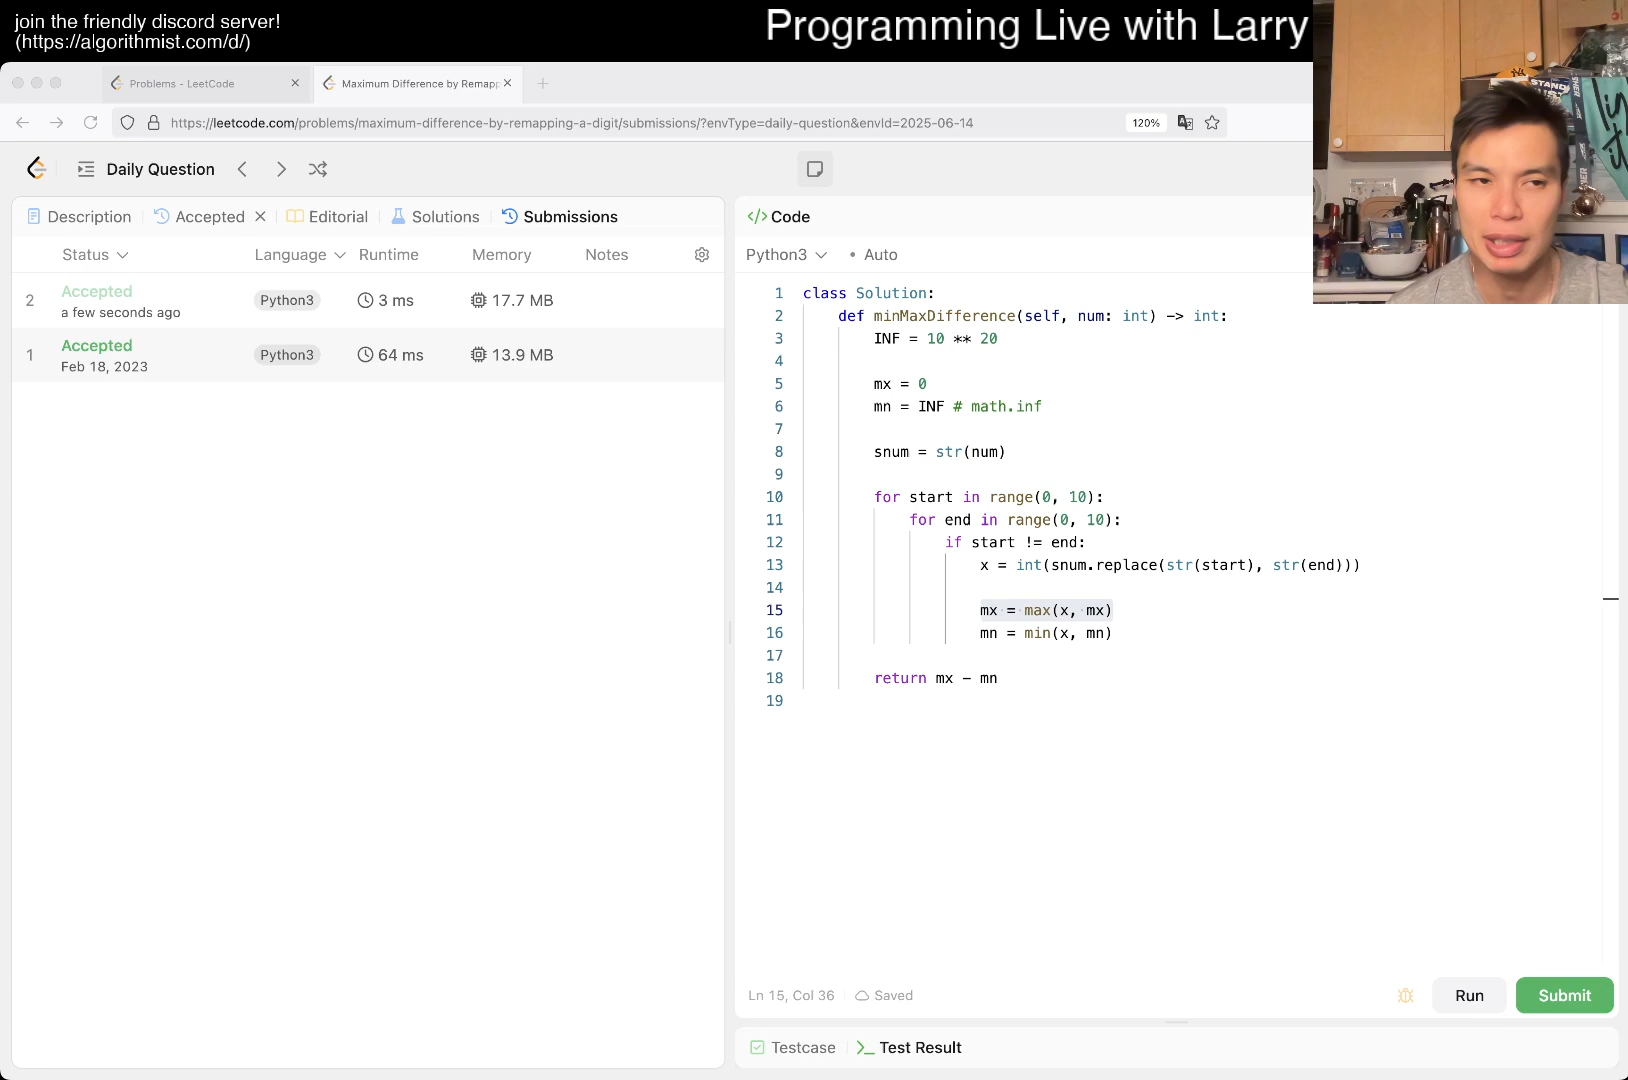 join the friendly discord server!
(https://algorithmist.com/d/)
Programming Live with Larry
Problems - LeetCode
Maximum Difference by Remapp
https://leetcode.com/problems/maximum-difference-by-remapping-a-digit/submissions/?envType=daily-question&envId=2025-06-14
120%
Daily Question
Description
Accepted
Editorial
Solutions
Submissions
Status
Language
Runtime
Memory
Notes
2
Accepted
a few seconds ago
Python3
3 ms
17.7 MB
1
Accepted
Feb 18, 2023
Python3
64 ms
13.9 MB
</> Code
Python3
• Auto
1 class Solution:
2 def minMaxDifference(self, num: int) -> int:
3 INF = 10 ** 20
4
5 mx = 0
6 mn = INF # math.inf
7
8 snum = str(num)
9
10 for start in range(0, 10):
11 for end in range(0, 10):
12 if start != end:
13 x = int(snum.replace(str(start), str(end)))
14
15 mx = max(x, mx)
16 mn = min(x, mn)
17
18 return mx - mn
19
Ln 15, Col 36
Saved
Run
Submit
Testcase
Test Result